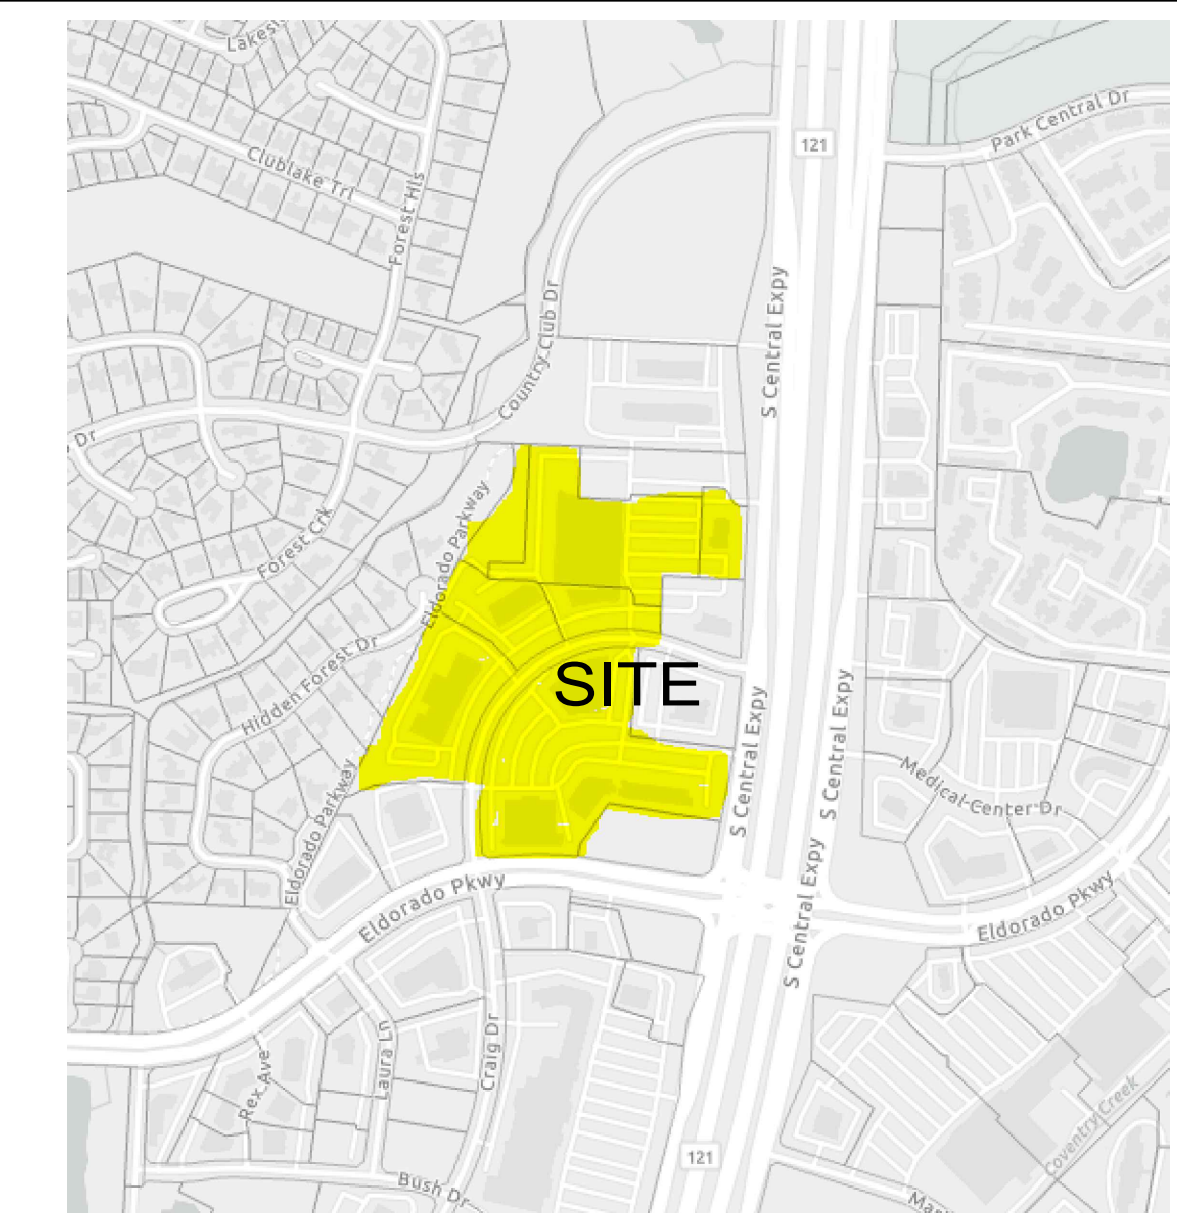 Lakes
Park Central Dr
121
Clublake Trl
Forest Hls
S Central Expy
Country Club Dr
Dr
Eldorado Parkway
Forest Crk
SITE
Hidden Forest Dr
S Central Expy
S Central Expy
Medical Center Dr
Eldorado Parkway
Eldorado Pkwy
Eldorado Pkwy
S Central Expy
Craig Dr
Laura Ln
Rex Ave
Coventry Creek
121
Bush Dr